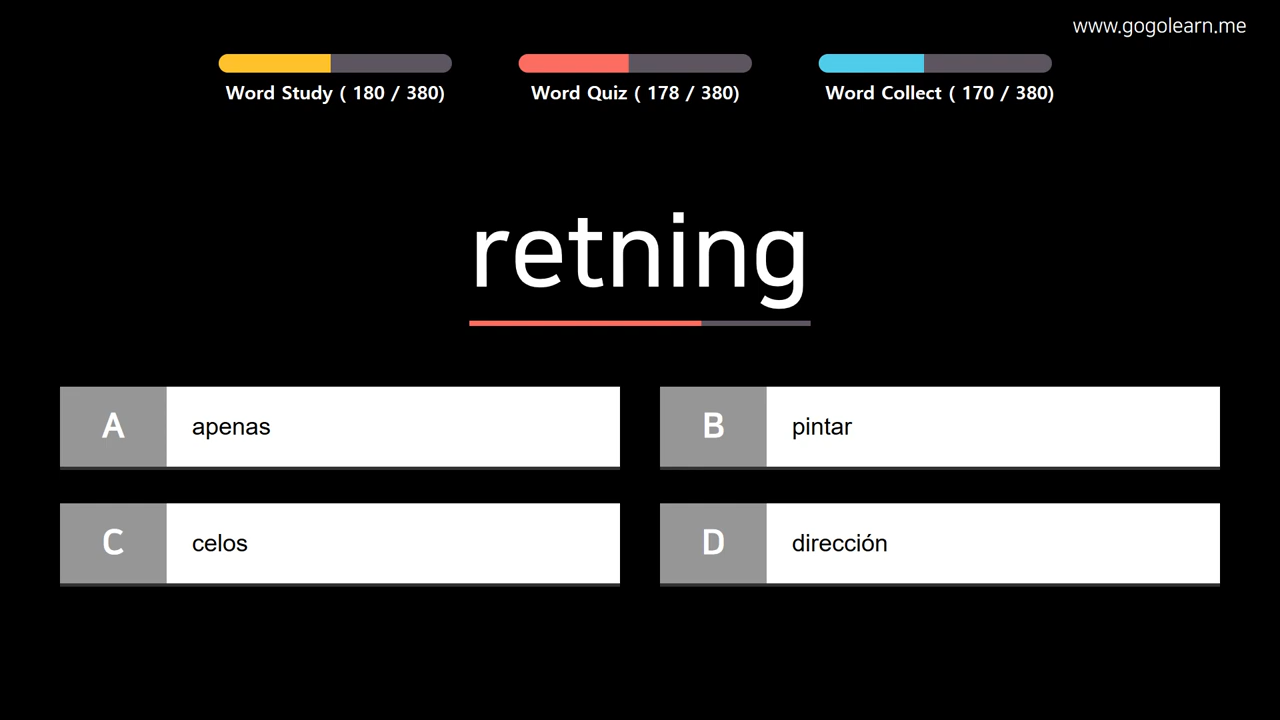 www.gogolearn.me
Word Study ( 180 / 380)
Word Quiz ( 178 / 380)
Word Collect ( 170 / 380)
retning
A apenas
B pintar
C celos
D dirección